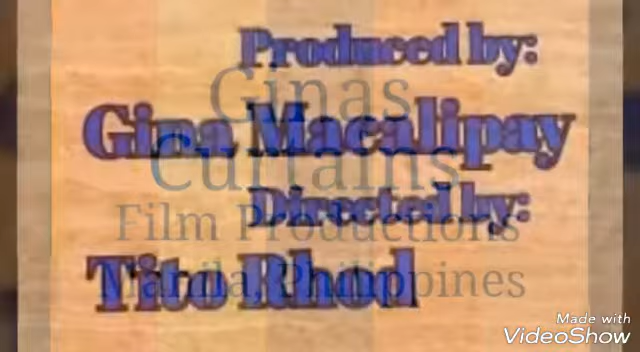 Produced by:
Ginas
Gina Macalipay
Curtains
Directed by:
Film Productions
Tito Rhod
Manila, Philippines
Made with
VideoShow